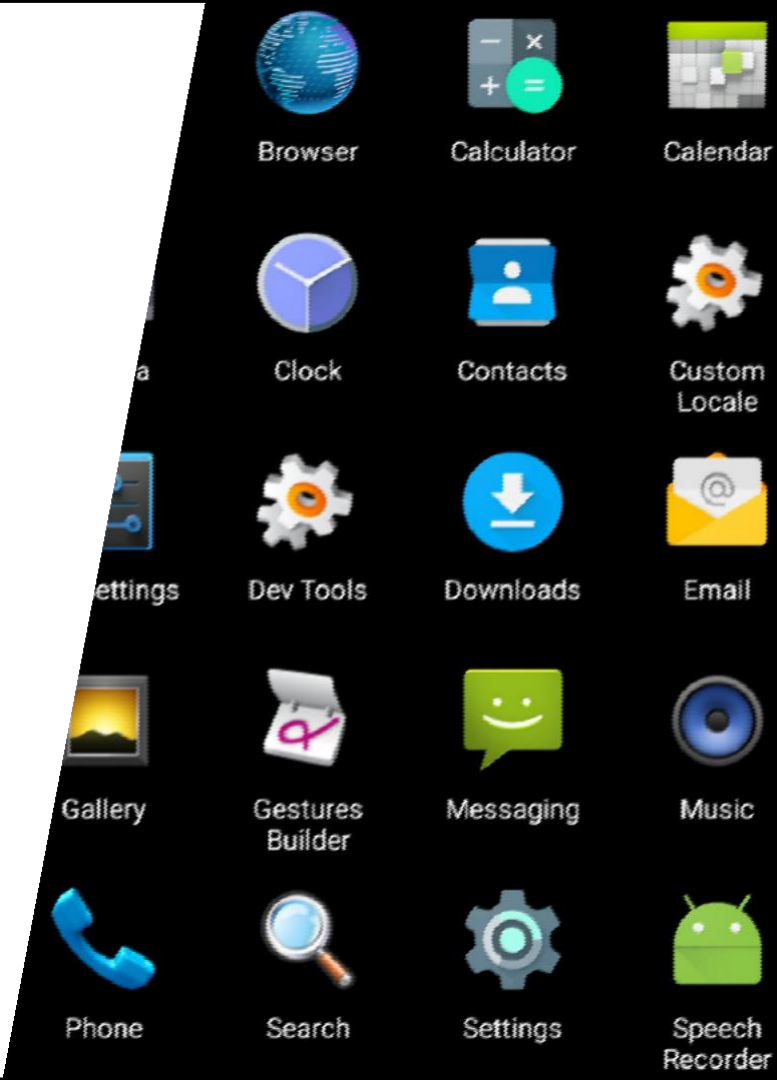 Browser
Calculator
Calendar
Clock
Contacts
Custom
Locale
Dev Tools
Downloads
Email
Gallery
Gestures
Builder
Messaging
Music
Phone
Search
Settings
Speech
Recorder